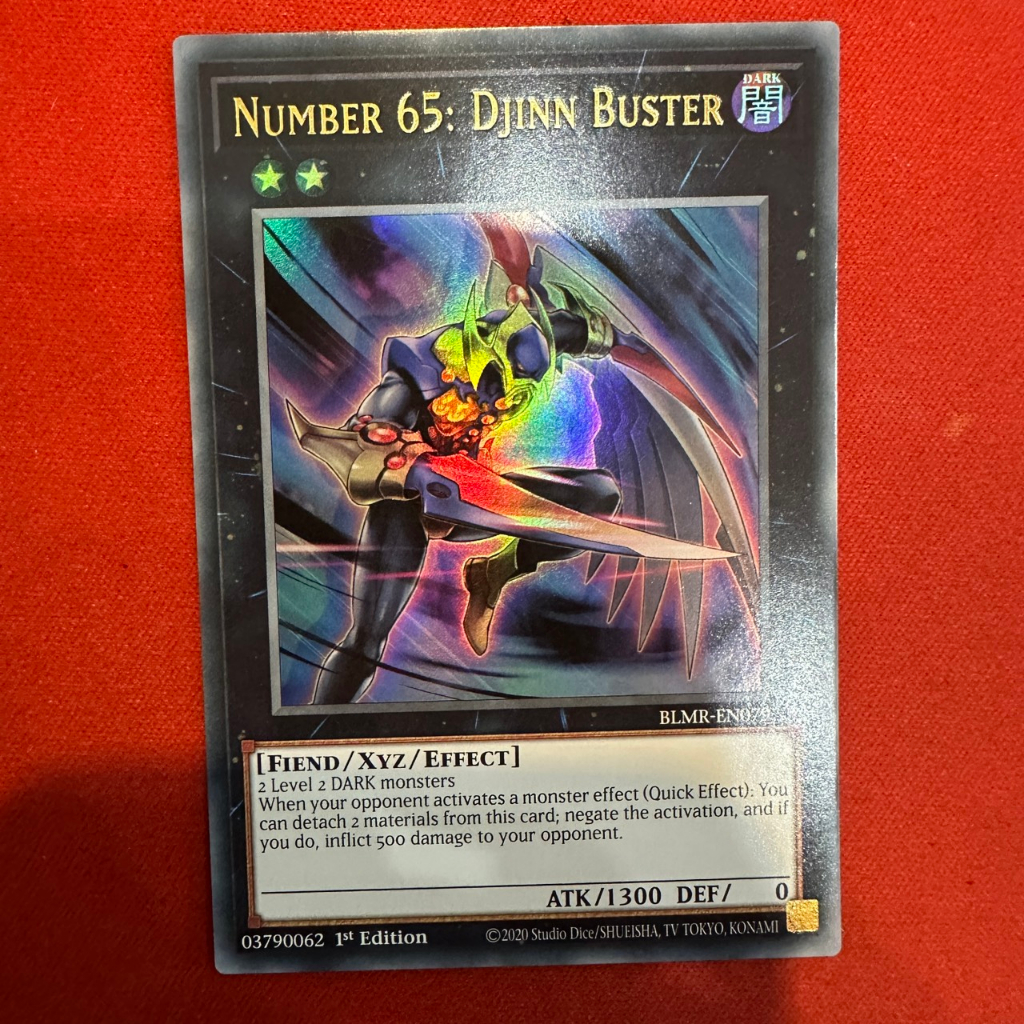 NUMBER 65: DJINN BUSTER
DARK
闇
BLMR-EN07
[FIEND/XYZ/EFFECT]
2 Level 2 DARK monsters
When your opponent activates a monster effect (Quick Effect): You
can detach 2 materials from this card; negate the activation, and if
you do, inflict 500 damage to your opponent.
ATK/1300 DEF/ 0
03790062 1st Edition
©2020 Studio Dice/SHUEISHA, TV TOKYO, KONAMI